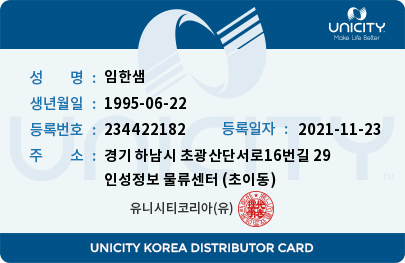 UNICITY
Make Life Better
성 명 : 임한샘
생년월일 : 1995-06-22
등록번호 : 234422182 등록일자 : 2021-11-23
주 소 : 경기 하남시 초광산단서로16번길 29
인성정보 물류센터 (초이동)
유니시티코리아(유)
UNICITY
UNICITY KOREA DISTRIBUTOR CARD